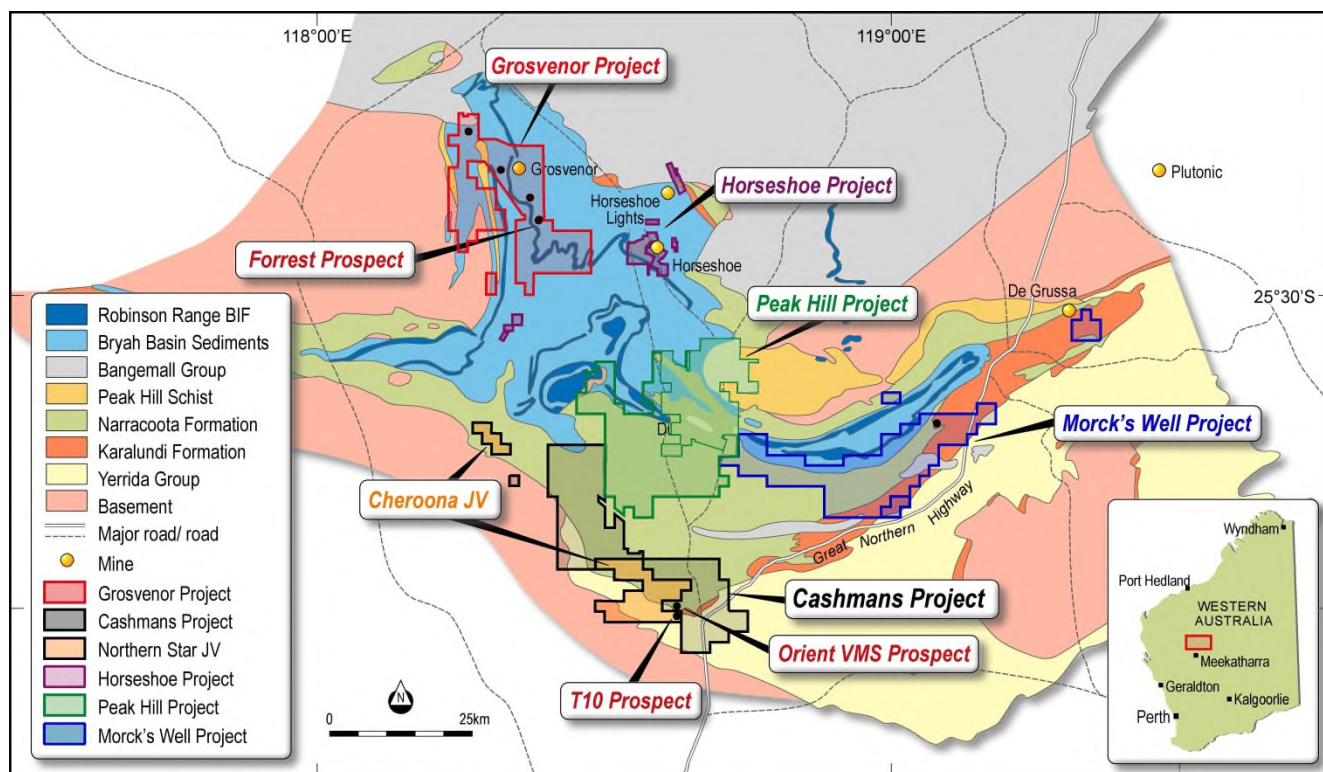 118°00'E
119°00'E
Grosvenor Project
Grosvenor
Plutonic
Horseshoe
Lights
Horseshoe Project
Forrest Prospect
Horseshoe
De Grussa
25°30'S
Peak Hill Project
Robinson Range BIF
Bryah Basin Sediments
Bangemall Group
Peak Hill Schist
Narracoota Formation
Karalundi Formation
Yerrida Group
Basement
Major road/ road
Mine
Grosvenor Project
Cashmans Project
Northern Star JV
Horseshoe Project
Peak Hill Project
Morck's Well Project
Morck's Well Project
Cheroona JV
Great Northern Highway
Cashmans Project
Orient VMS Prospect
T10 Prospect
N
0 25km
Wyndham
Port Hedland
WESTERN
AUSTRALIA
Meekatharra
Geraldton
Kalgoorlie
Perth